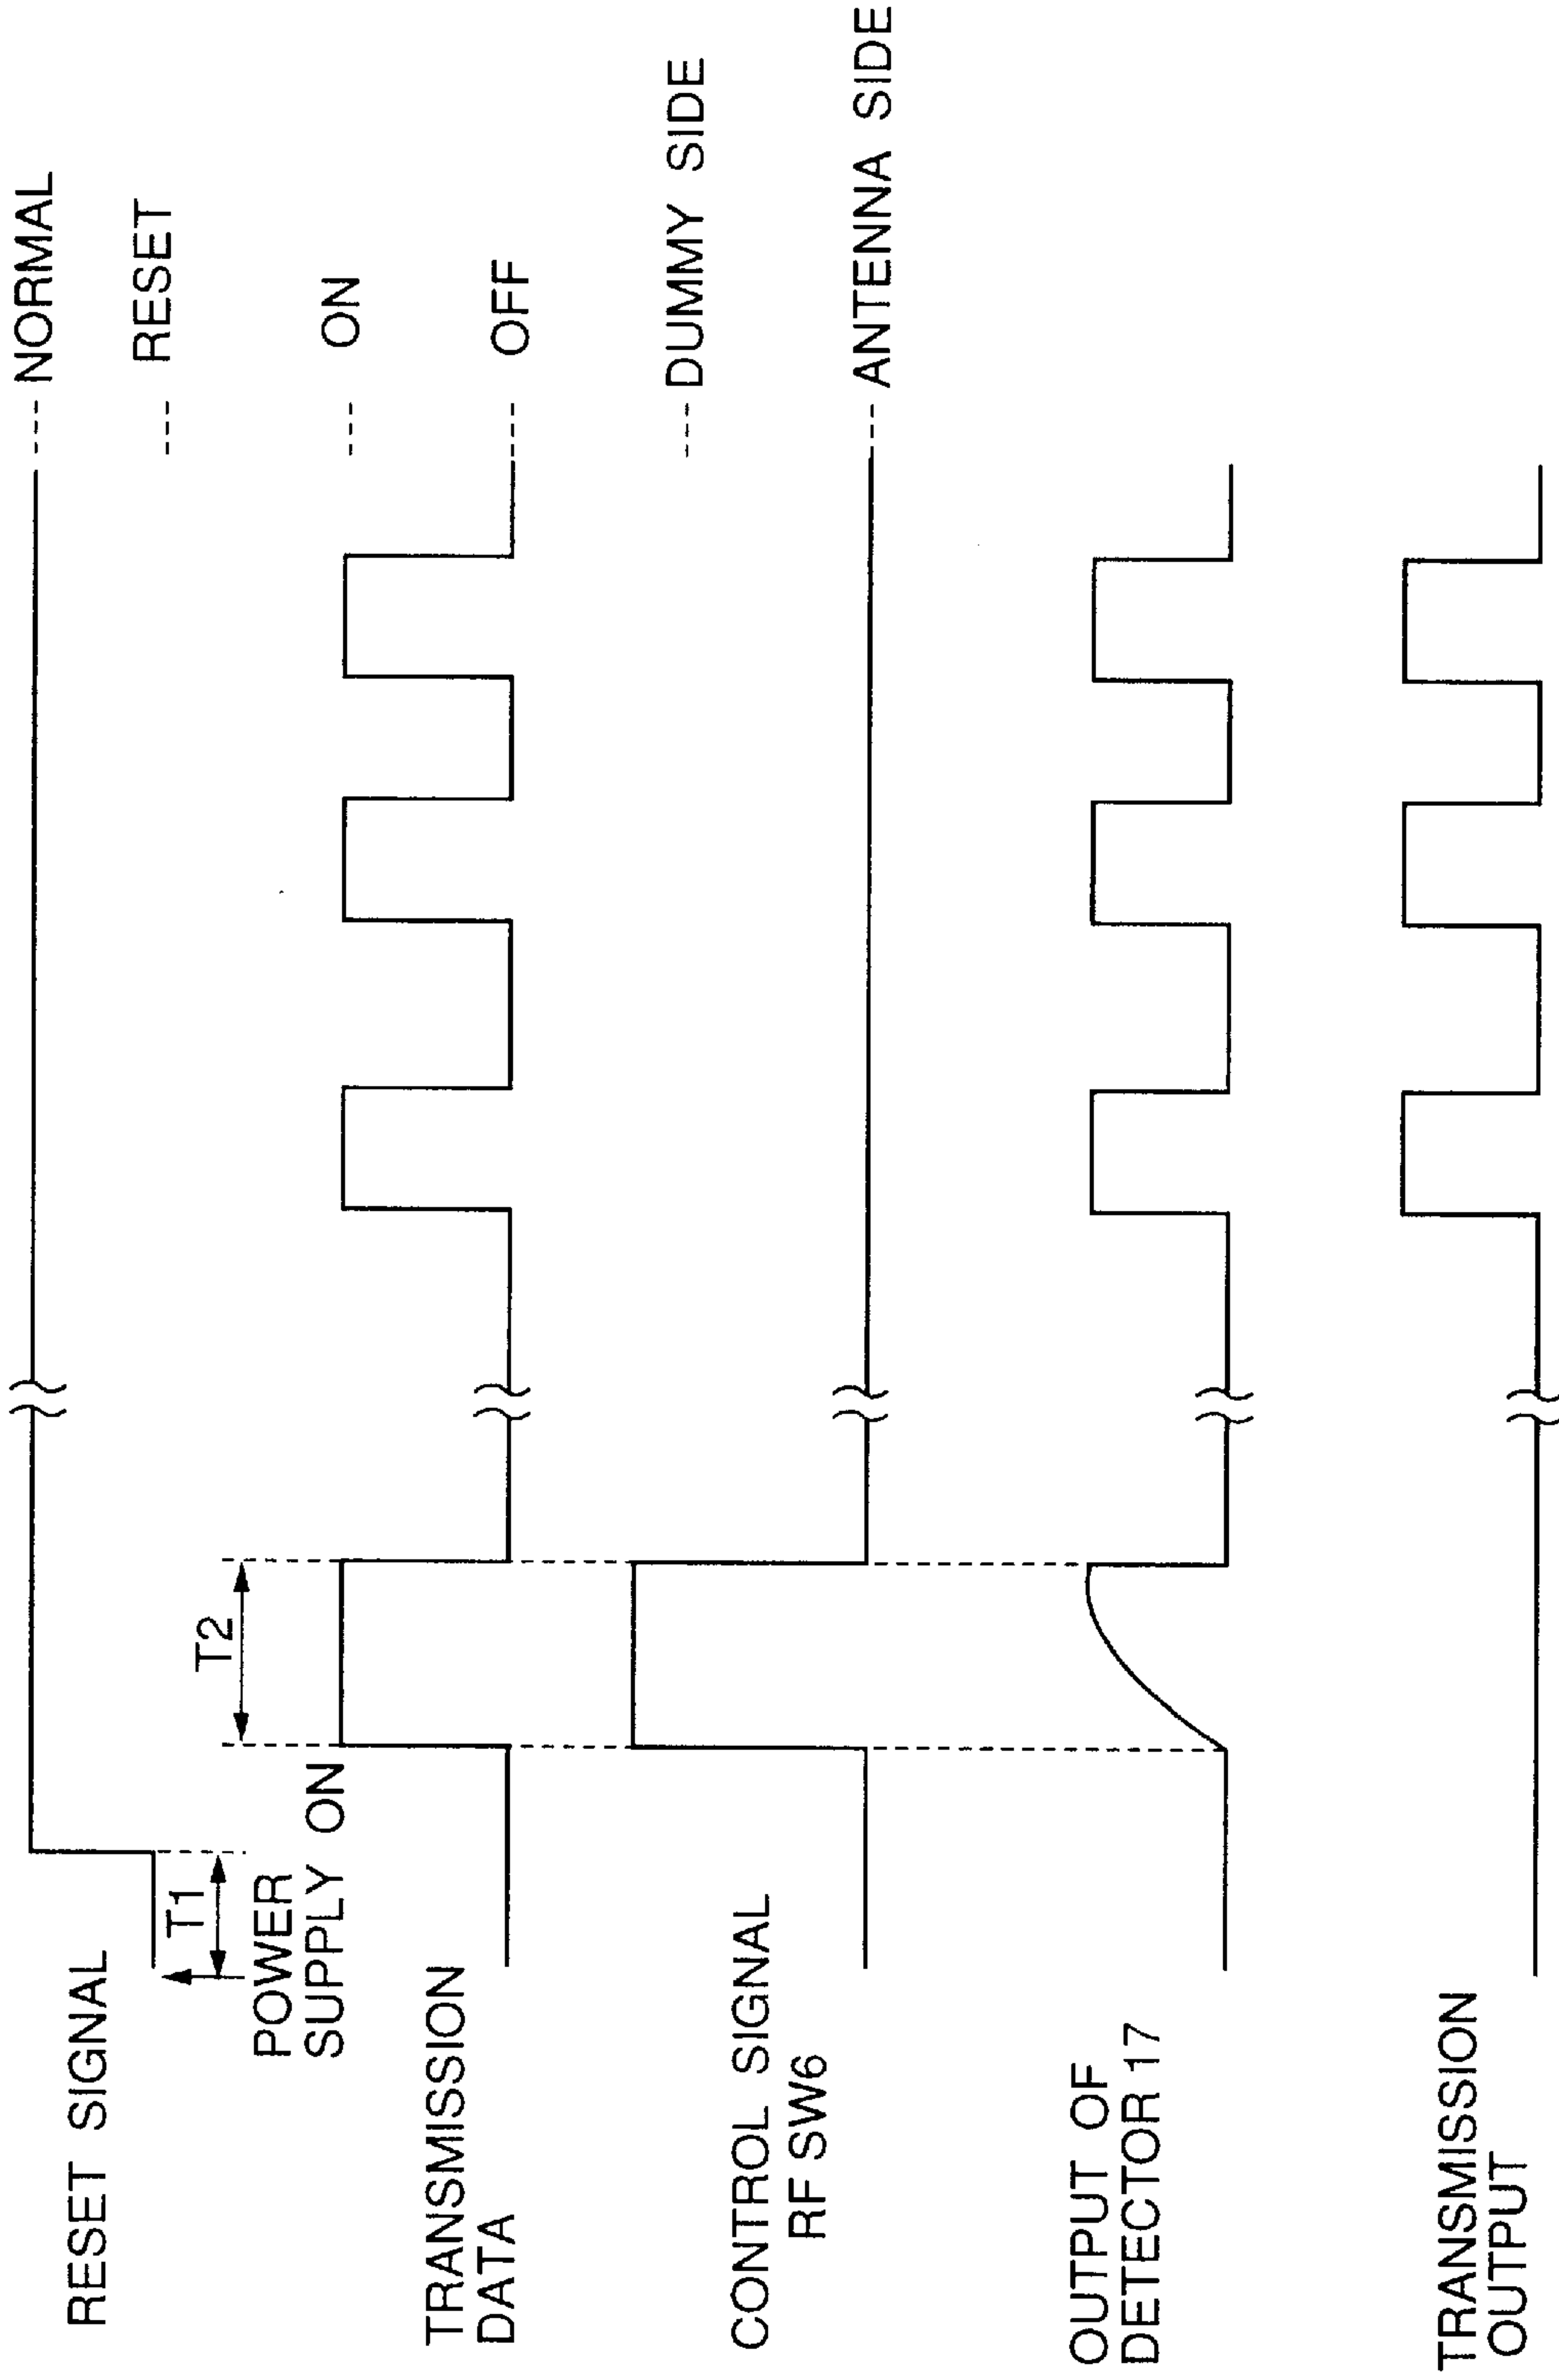 RESET SIGNAL
T1
POWER
SUPPLY ON
T2
NORMAL
RESET
TRANSMISSION
DATA
ON
OFF
CONTROL SIGNAL
RF SW6
DUMMY SIDE
ANTENNA SIDE
OUTPUT OF
DETECTOR 17
TRANSMISSION
OUTPUT